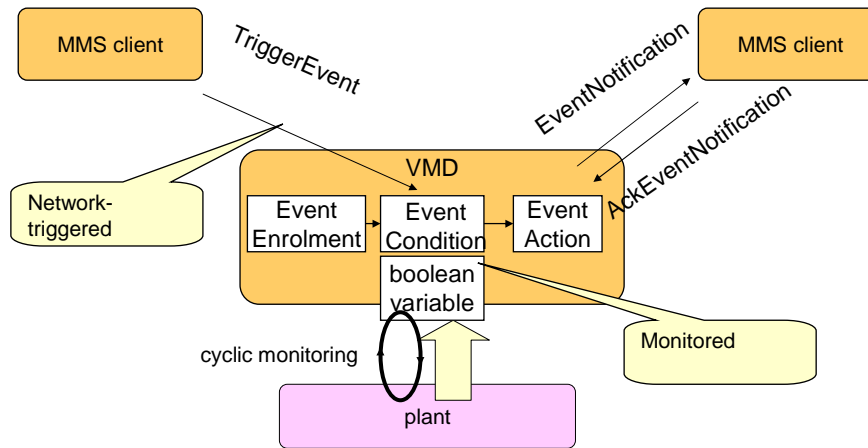 MMS client
TriggerEvent
EventNotification
MMS client
AckEventNotification
VMD
Network-
triggered
Event
Enrolment
Event
Condition
Event
Action
boolean
variable
Monitored
cyclic monitoring
plant